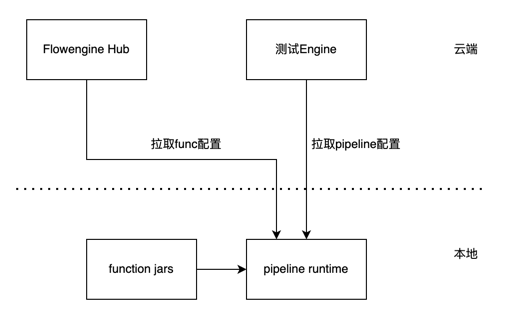 Flowengine Hub
测试Engine
云端
拉取func配置
拉取pipeline配置
function jars
pipeline runtime
本地